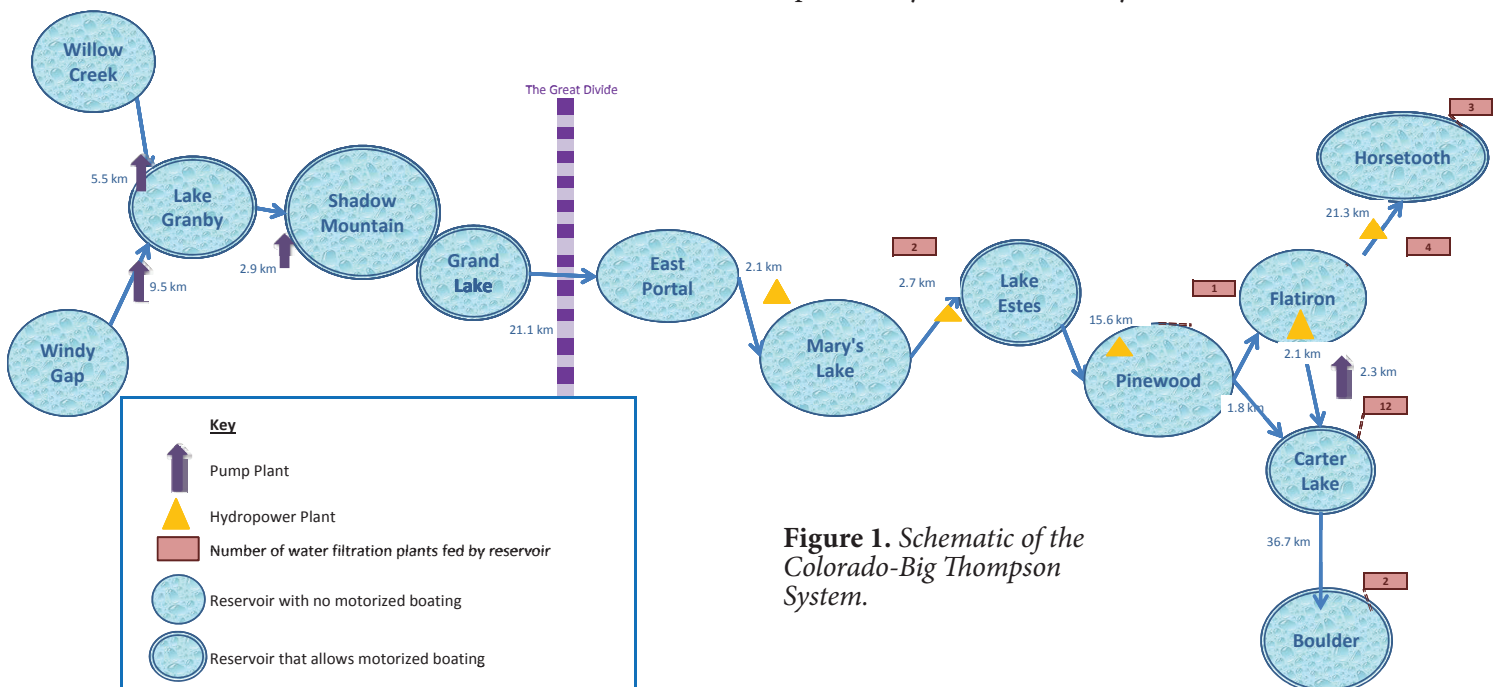 Willow
Creek
The Great Divide
3
Horsetooth
5.5 km
Lake
Granby
Shadow
Mountain
21.3 km
2.9 km
9.5 km
Grand
Lake
East
Portal
2.1 km
2
2.7 km
Lake
Estes
1
Flatiron
4
21.1 km
Windy
Gap
Mary's
Lake
15.6 km
Pinewood
2.1 km
2.3 km
1.8 km
12
Carter
Lake
36.7 km
2
Boulder
Key
Pump Plant
Hydropower Plant
Number of water filtration plants fed by reservoir
Reservoir with no motorized boating
Reservoir that allows motorized boating
Figure 1. Schematic of the
Colorado-Big Thompson
System.